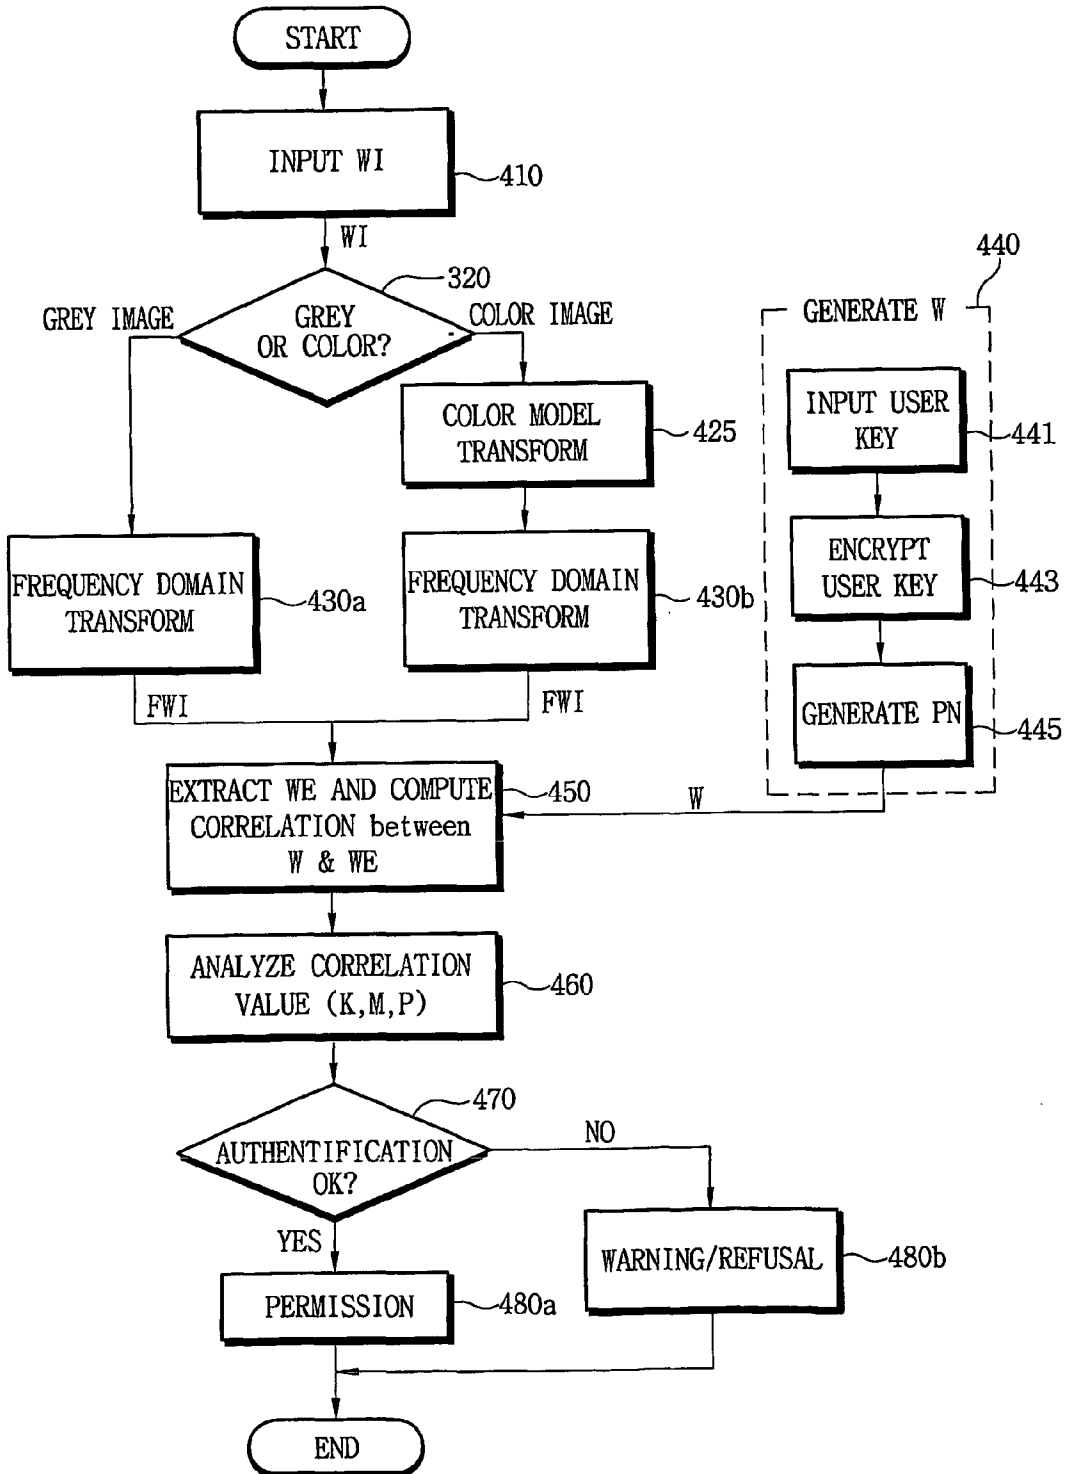 START
INPUT WI
410
WI
320
GREY IMAGE
GREY
OR COLOR?
COLOR IMAGE
440
GENERATE W
COLOR MODEL
TRANSFORM
425
INPUT USER
KEY
441
ENCRYPT
USER KEY
443
FREQUENCY DOMAIN
TRANSFORM
430a
FREQUENCY DOMAIN
TRANSFORM
430b
GENERATE PN
445
FWI
FWI
EXTRACT WE AND COMPUTE
CORRELATION between
W & WE
450
W
ANALYZE CORRELATION
VALUE (K,M,P)
460
470
AUTHENTIFICATION
OK?
NO
YES
WARNING/REFUSAL
480b
PERMISSION
480a
END